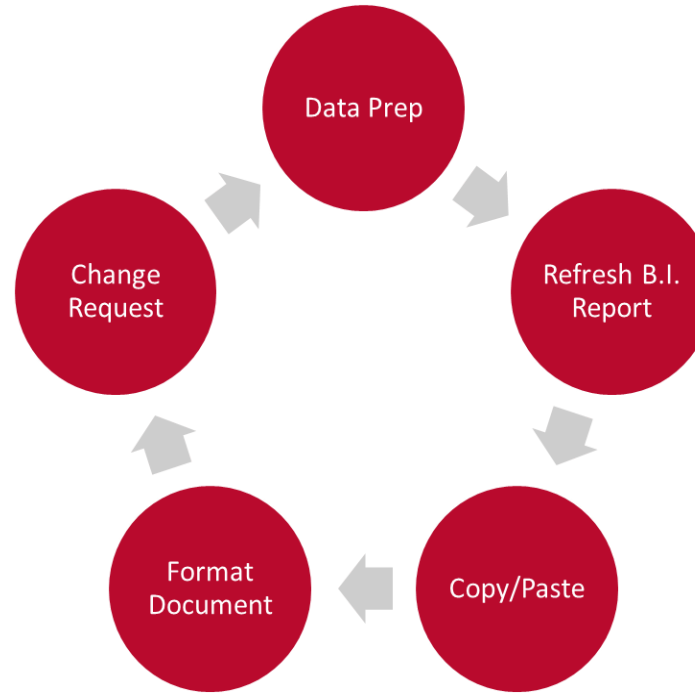 Data Prep
Refresh B.I.
Report
Copy/Paste
Format
Document
Change
Request